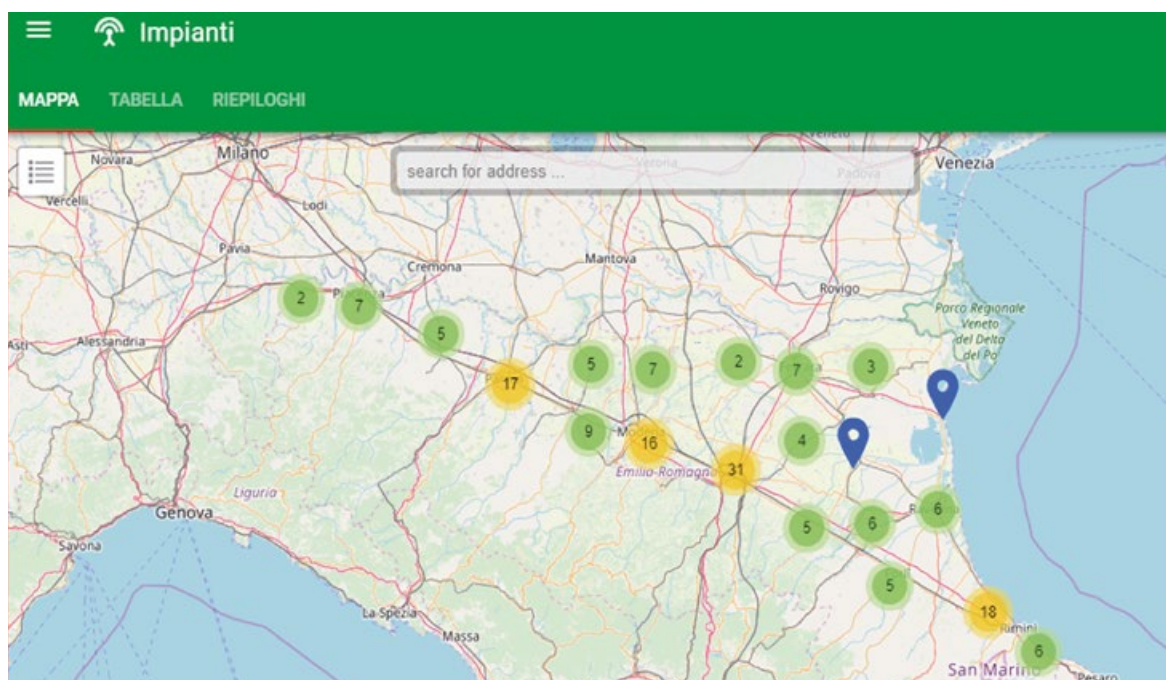 Impianti
MAPPA TABELLA RIEPILOGHI
Novara
Milano
search for address ...
Venezia
Vercelli
Lodi
Pavia
Cremona
Mantova
Rovigo
2
7
Parco Regionale
Veneto
del Delta
del Po
Asti
Alessandria
5
5
7
2
7
3
17
9
16
4
Emilia-Romagna
31
Liguria
Genova
5
6
6
Savona
5
La Spezia
18
Rimini
Massa
6
San Marino
Pesaro